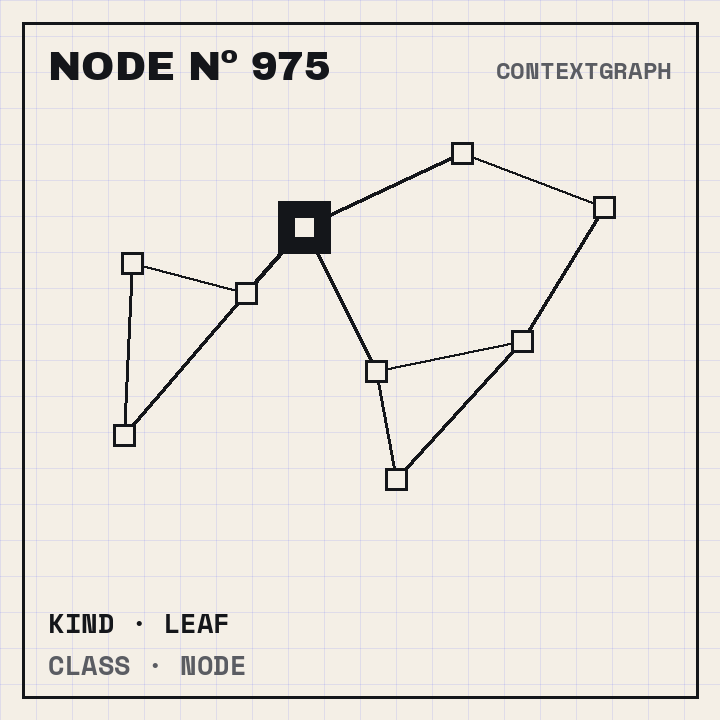 NODE Nº 975
CONTEXTGRAPH
KIND · LEAF
CLASS · NODE